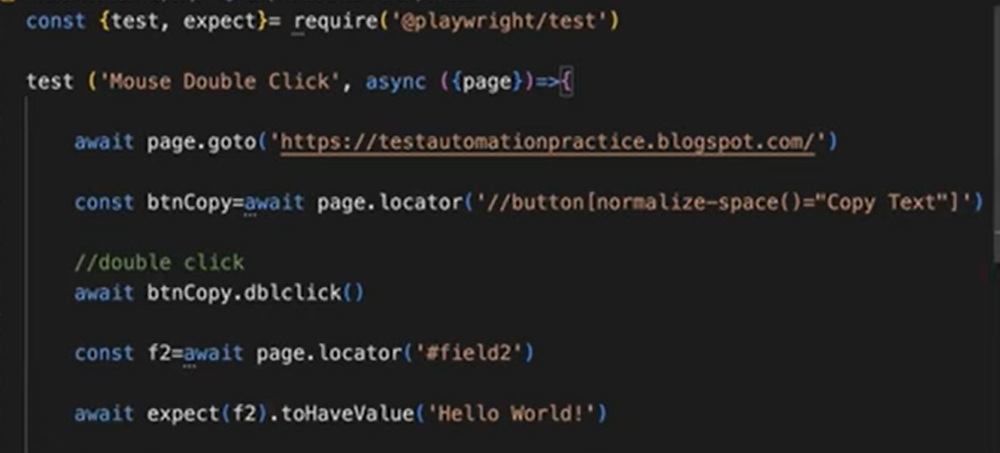 const {test, expect}= require('@playwright/test')
test ('Mouse Double Click', async ({page})=>{
await page.goto('https://testautomationpractice.blogspot.com/')
const btnCopy=await page.locator('//button[normalize-space()="Copy Text"]')
//double click
await btnCopy.dblclick()
const f2=await page.locator('#field2')
await expect(f2).toHaveValue('Hello World!')